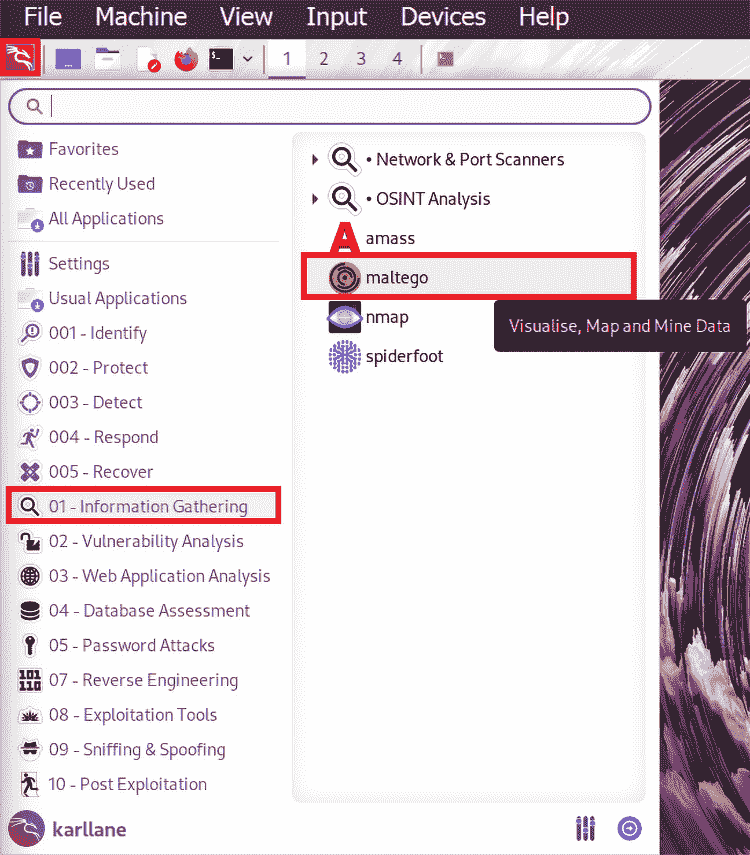 File Machine View Input Devices Help
1 2 3 4
Favorites
Recently Used
All Applications
Settings
Usual Applications
001 - Identify
002 - Protect
003 - Detect
004 - Respond
005 - Recover
01 - Information Gathering
02 - Vulnerability Analysis
03 - Web Application Analysis
04 - Database Assessment
05 - Password Attacks
07 - Reverse Engineering
08 - Exploitation Tools
09 - Sniffing & Spoofing
10 - Post Exploitation
• Network & Port Scanners
• OSINT Analysis
amass
maltego
nmap
spiderfoot
Visualise, Map and Mine Data
karllane